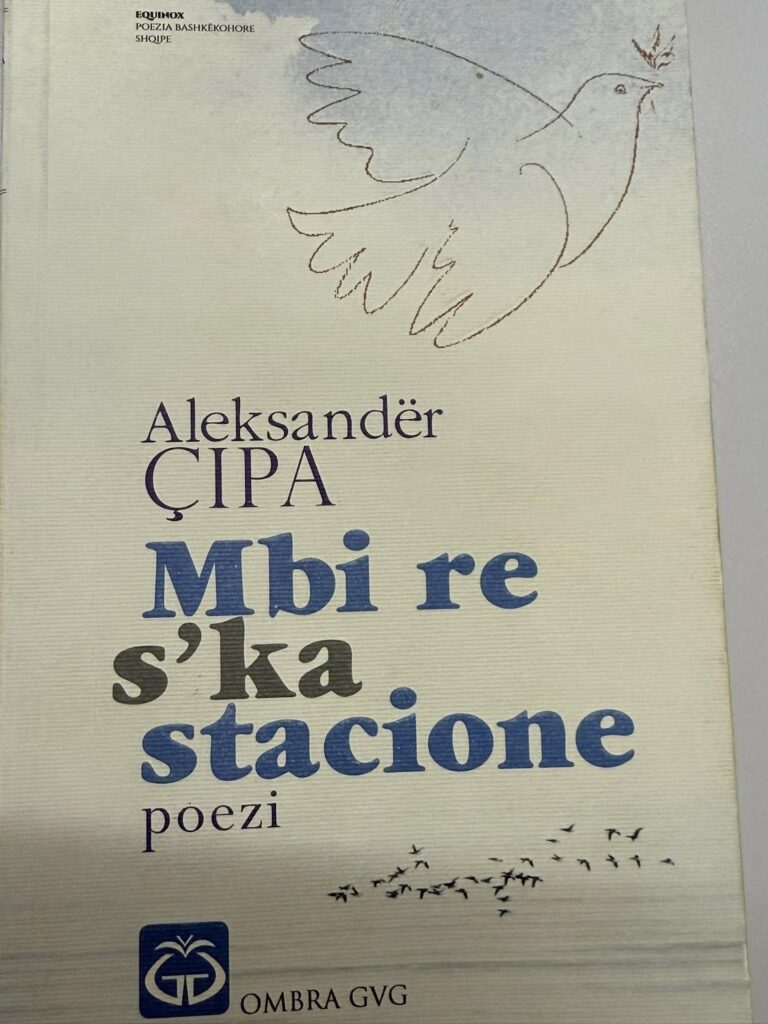 EQUINOX
POEZIA BASHKËKOHORE
SHQIPE
Aleksandër
ÇIPA
Mbi re
s’ka
stacione
poezi
OMBRA GVG